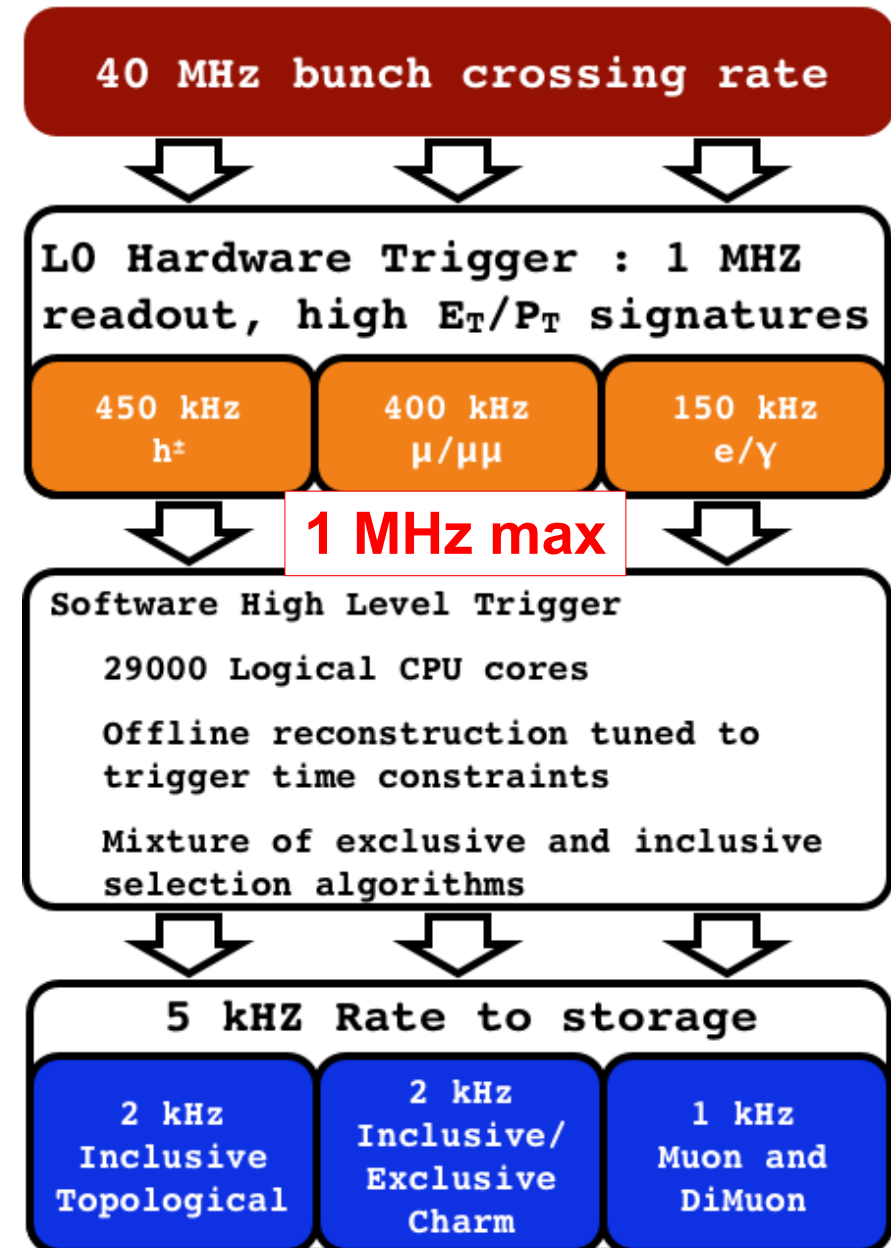 40 MHz bunch crossing rate
L0 Hardware Trigger : 1 MHZ
readout, high ET/PT signatures
450 kHz
h±
400 kHz
μ/μμ
150 kHz
e/γ
1 MHz max
Software High Level Trigger
29000 Logical CPU cores
Offline reconstruction tuned to
trigger time constraints
Mixture of exclusive and inclusive
selection algorithms
5 kHZ Rate to storage
2 kHz
Inclusive
Topological
2 kHz
Inclusive/
Exclusive
Charm
1 kHz
Muon and
DiMuon